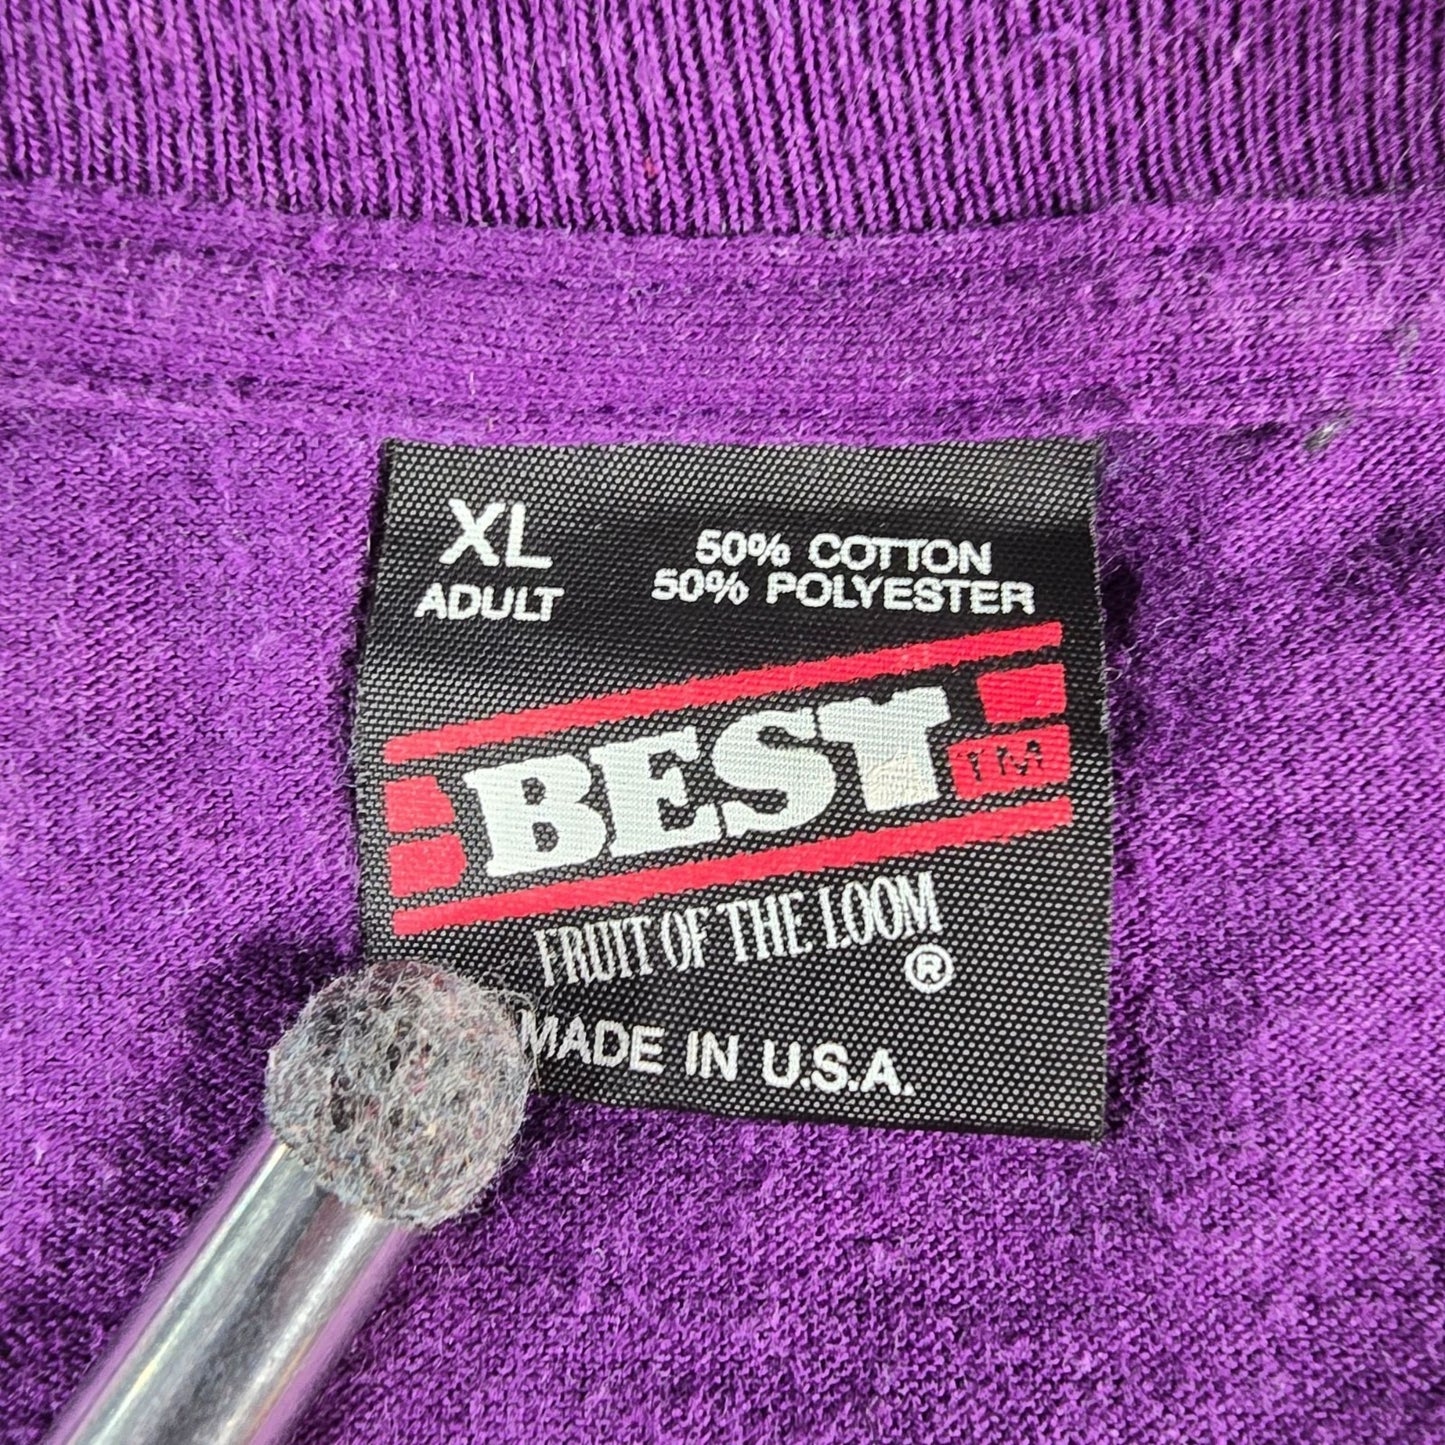 XL
ADULT
50% COTTON
50% POLYESTER
BEST
TM
FRUIT OF THE LOOM
®
MADE IN U.S.A.